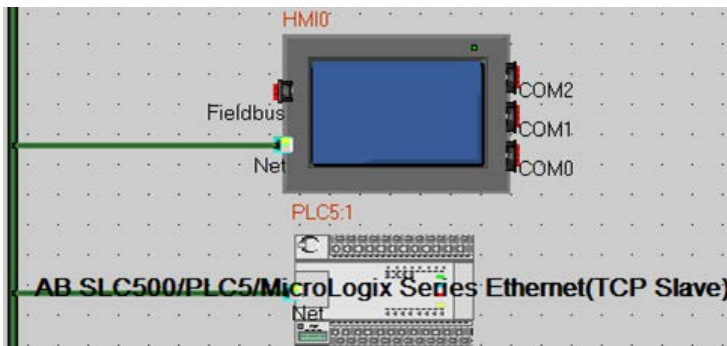 HMI0
COM2
Fieldbus
COM1
Net
COM0
PLC5:1
AB SLC500/PLC5/MicroLogix Series Ethernet(TCP Slave)
Net